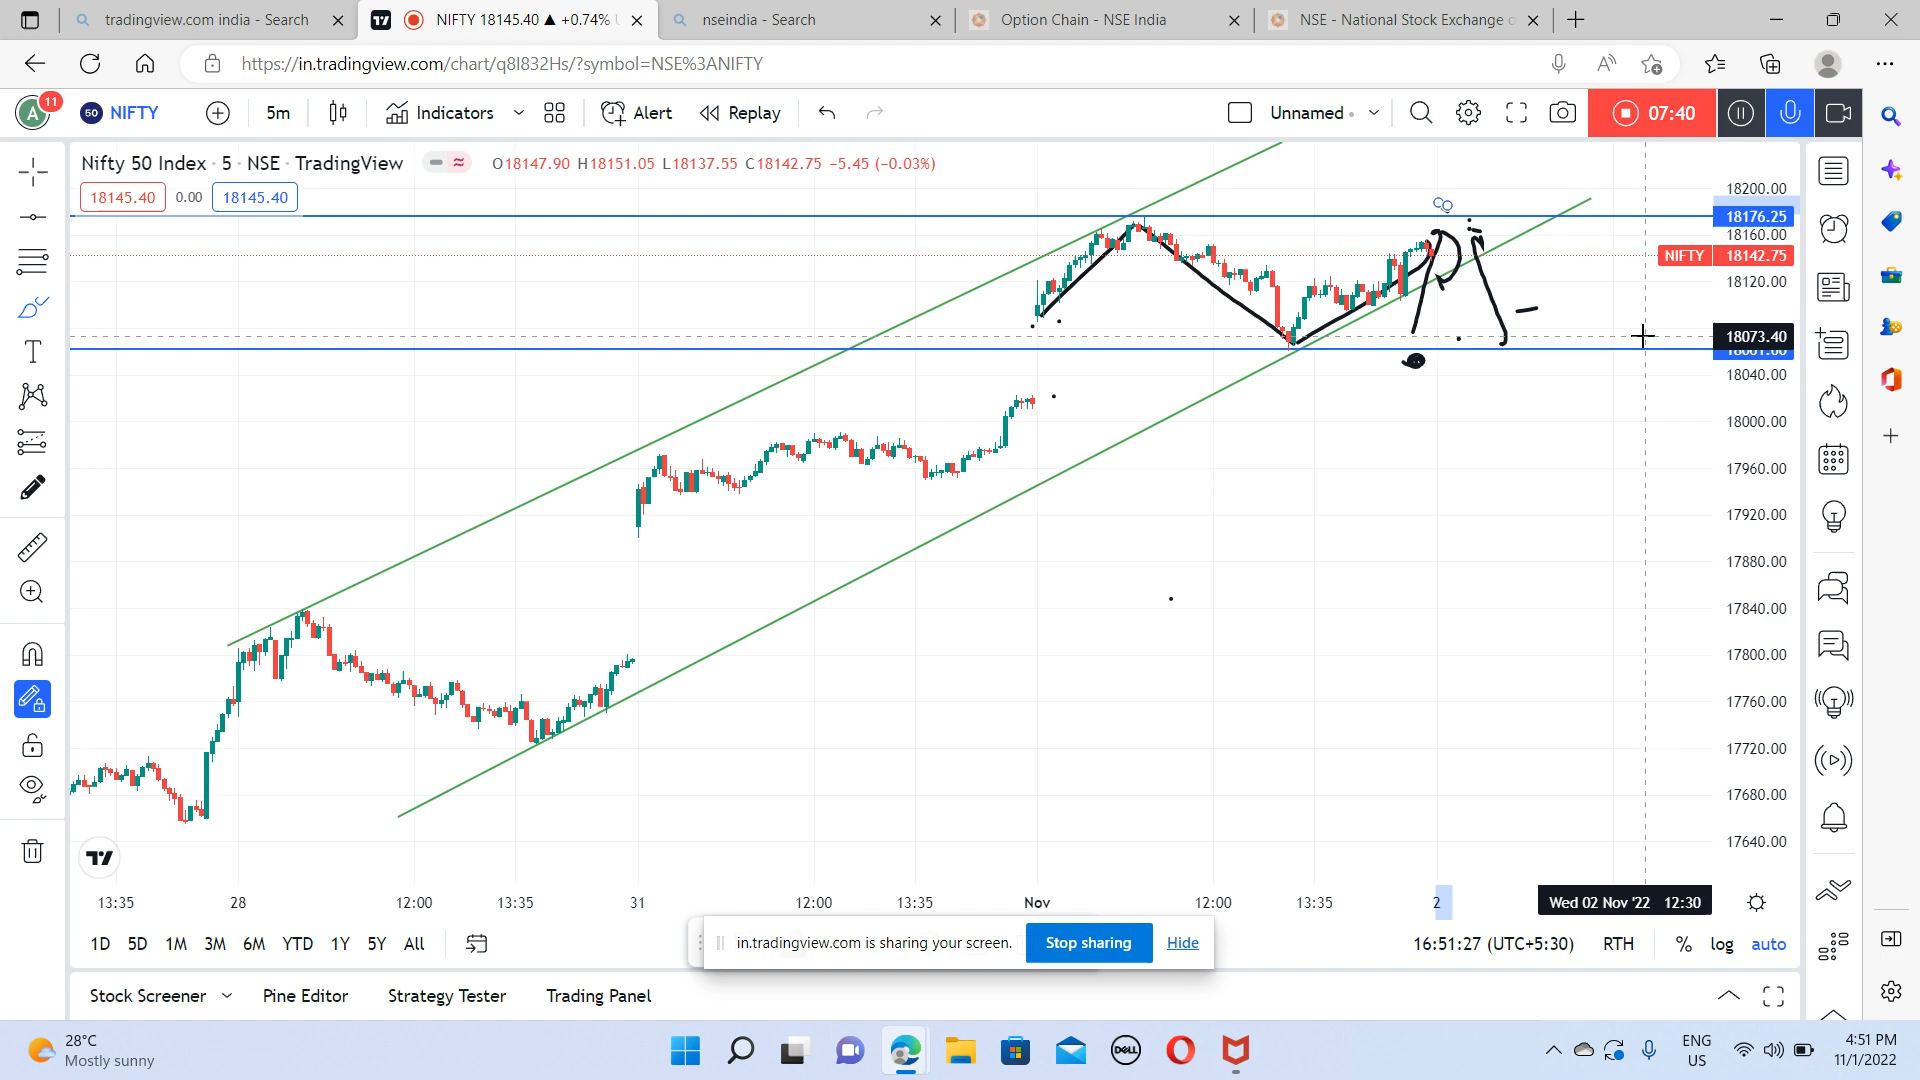 tradingview.com india - Search
NIFTY 18145.40 ▲ +0.74%
nseindia - Search
Option Chain - NSE India
NSE - National Stock Exchange
https://in.tradingview.com/chart/q8I832Hs/?symbol=NSE%3ANIFTY
A 11
50 NIFTY
5m
Indicators
Alert
Replay
Unnamed
07:40
Nifty 50 Index · 5 · NSE · TradingView
O18147.90 H18151.05 L18137.55 C18142.75 -5.45 (-0.03%)
18145.40 0.00 18145.40
18200.00
18176.25
18160.00
NIFTY 18142.75
18120.00
18073.40
18040.00
18000.00
17960.00
17920.00
17880.00
17840.00
17800.00
17760.00
17720.00
17680.00
17640.00
13:35 28 12:00 13:35 31 12:00 13:35 Nov 12:00 13:35 2 Wed 02 Nov '22 12:30
1D 5D 1M 3M 6M YTD 1Y 5Y All
in.tradingview.com is sharing your screen. Stop sharing Hide
16:51:27 (UTC+5:30) RTH % log auto
Stock Screener Pine Editor Strategy Tester Trading Panel
28°C
Mostly sunny
DELL
ENG
US
4:51 PM
11/1/2022